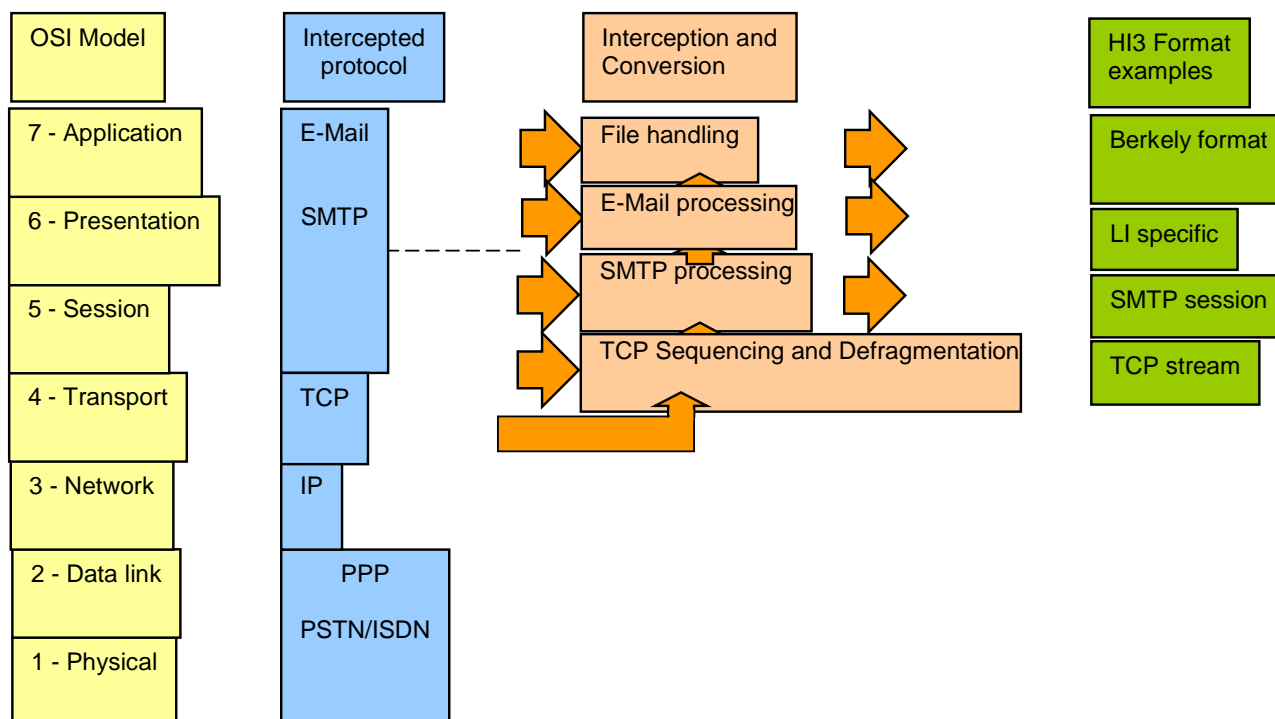 OSI Model
Intercepted
protocol
Interception and
Conversion
HI3 Format
examples
7 - Application
E-Mail
File handling
Berkely format
6 - Presentation
SMTP
E-Mail processing
LI specific
5 - Session
SMTP processing
SMTP session
4 - Transport
TCP
TCP Sequencing and Defragmentation
TCP stream
3 - Network
IP
2 - Data link
PPP
PSTN/ISDN
1 - Physical